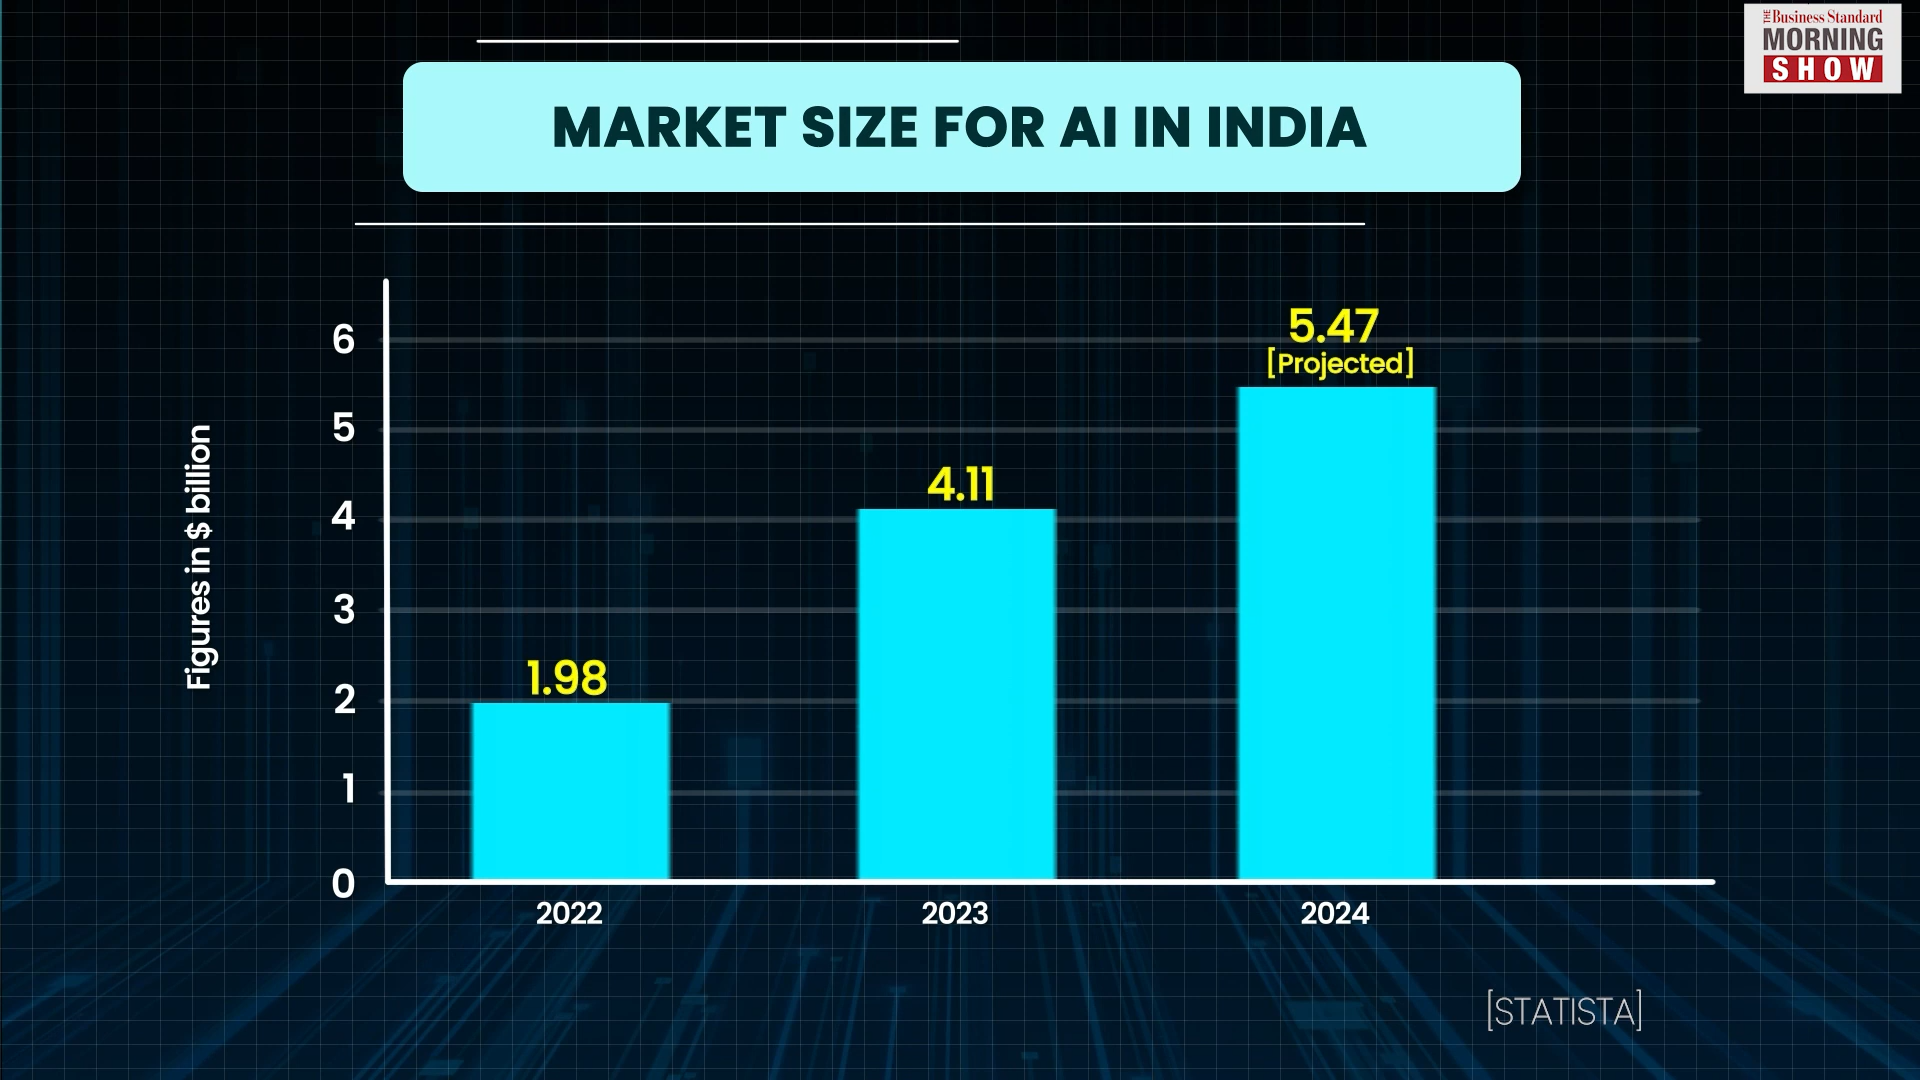 THE Business Standard
MORNING
SHOW
MARKET SIZE FOR AI IN INDIA
Figures in $ billion
6
5
4
3
2
1
0
1.98
4.11
5.47
[Projected]
2022
2023
2024
[STATISTA]